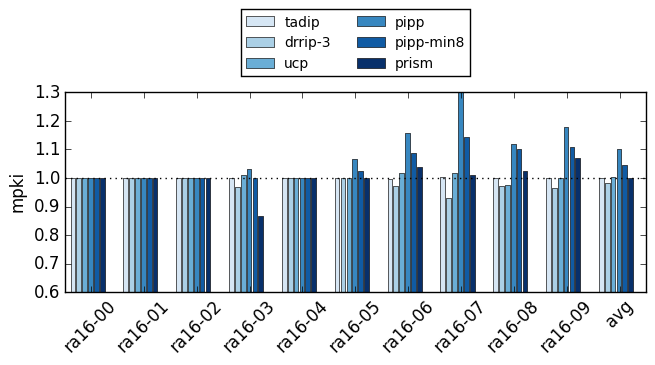 tadip pipp
drrip-3 pipp-min8
ucp prism
1.3
1.2
1.1
1.0
0.9
0.8
0.7
0.6
mpki
ra16-00 ra16-01 ra16-02 ra16-03 ra16-04 ra16-05 ra16-06 ra16-07 ra16-08 ra16-09 avg